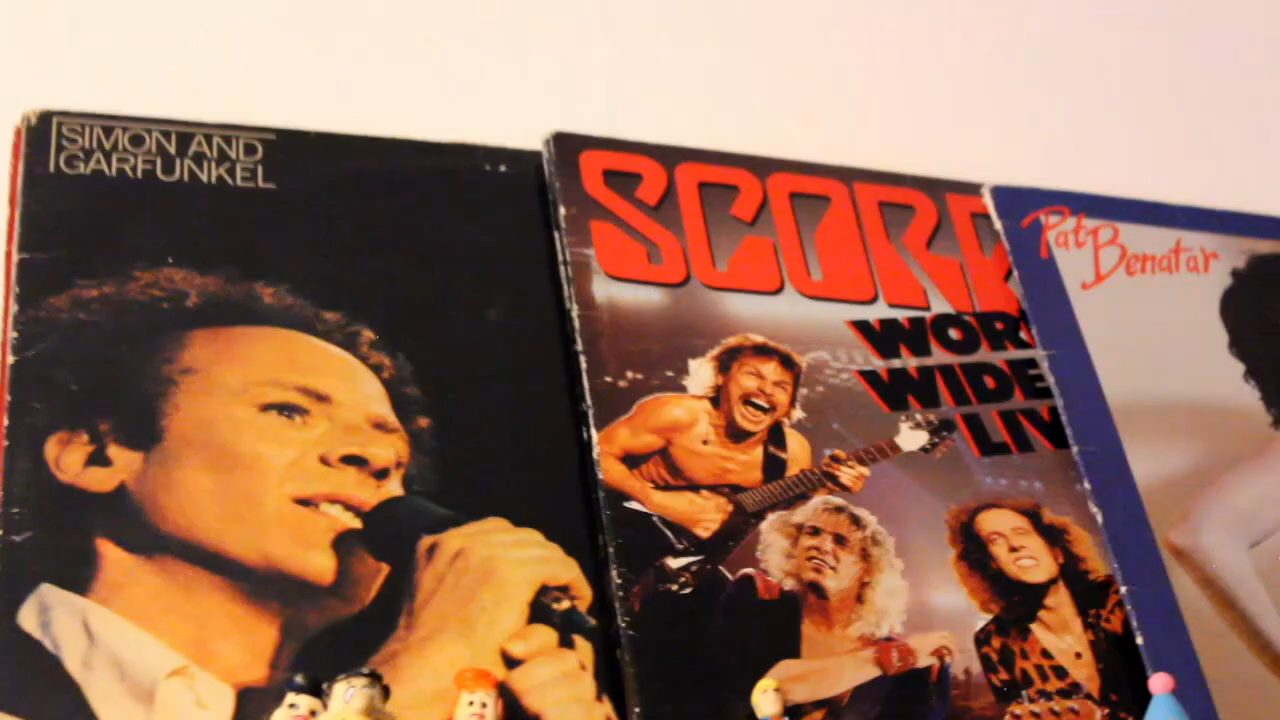 SIMON AND
GARFUNKEL
SCORP
WOR
WIDE
LIV
Pat
Benatar